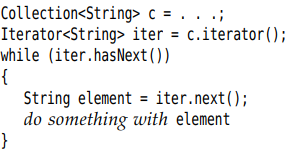 Collection<String> c = . . .;
Iterator<String> iter = c.iterator();
while (iter.hasNext())
{
String element = iter.next();
do something with element
}